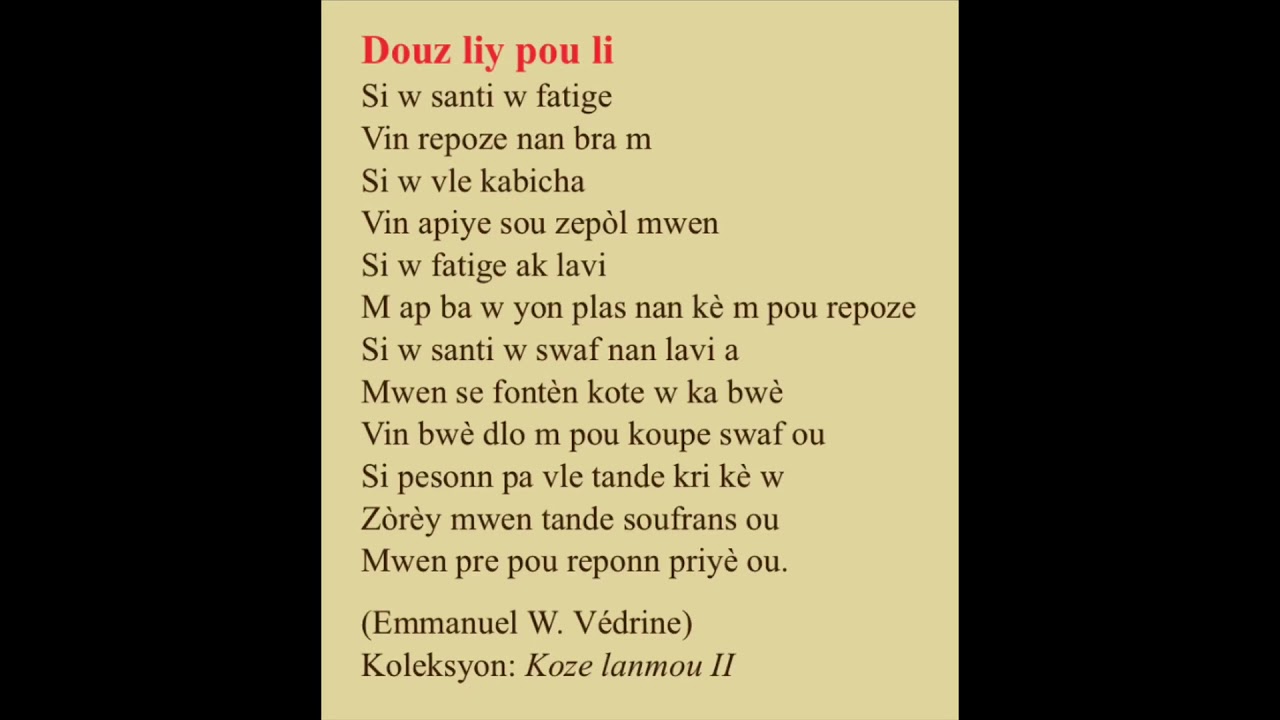 Douz liy pou li
Si w santi w fatige
Vin repoze nan bra m
Si w vle kabicha
Vin apiye sou zepòl mwen
Si w fatige ak lavi
M ap ba w yon plas nan kè m pou repoze
Si w santi w swaf nan lavi a
Mwen se fontèn kote w ka bwè
Vin bwè dlo m pou koupe swaf ou
Si pesonn pa vle tande kri kè w
Zòrèy mwen tande soufrans ou
Mwen pre pou reponn priyè ou.
(Emmanuel W. Védrine)
Koleksyon: Koze lanmou II